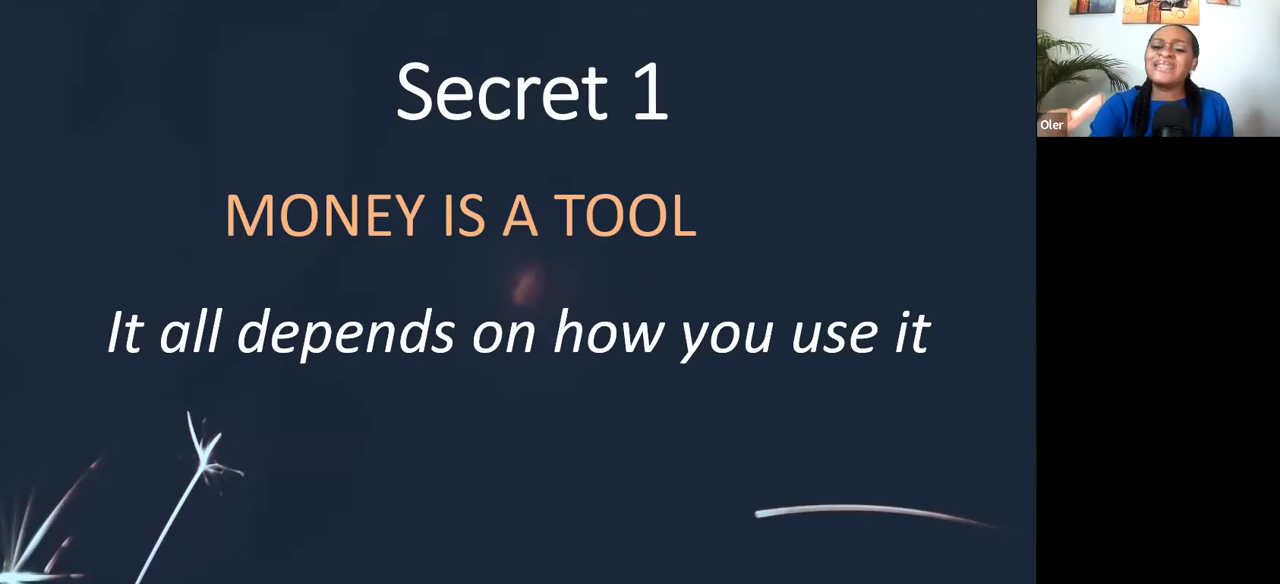 Secret 1
MONEY IS A TOOL
It all depends on how you use it
Oler